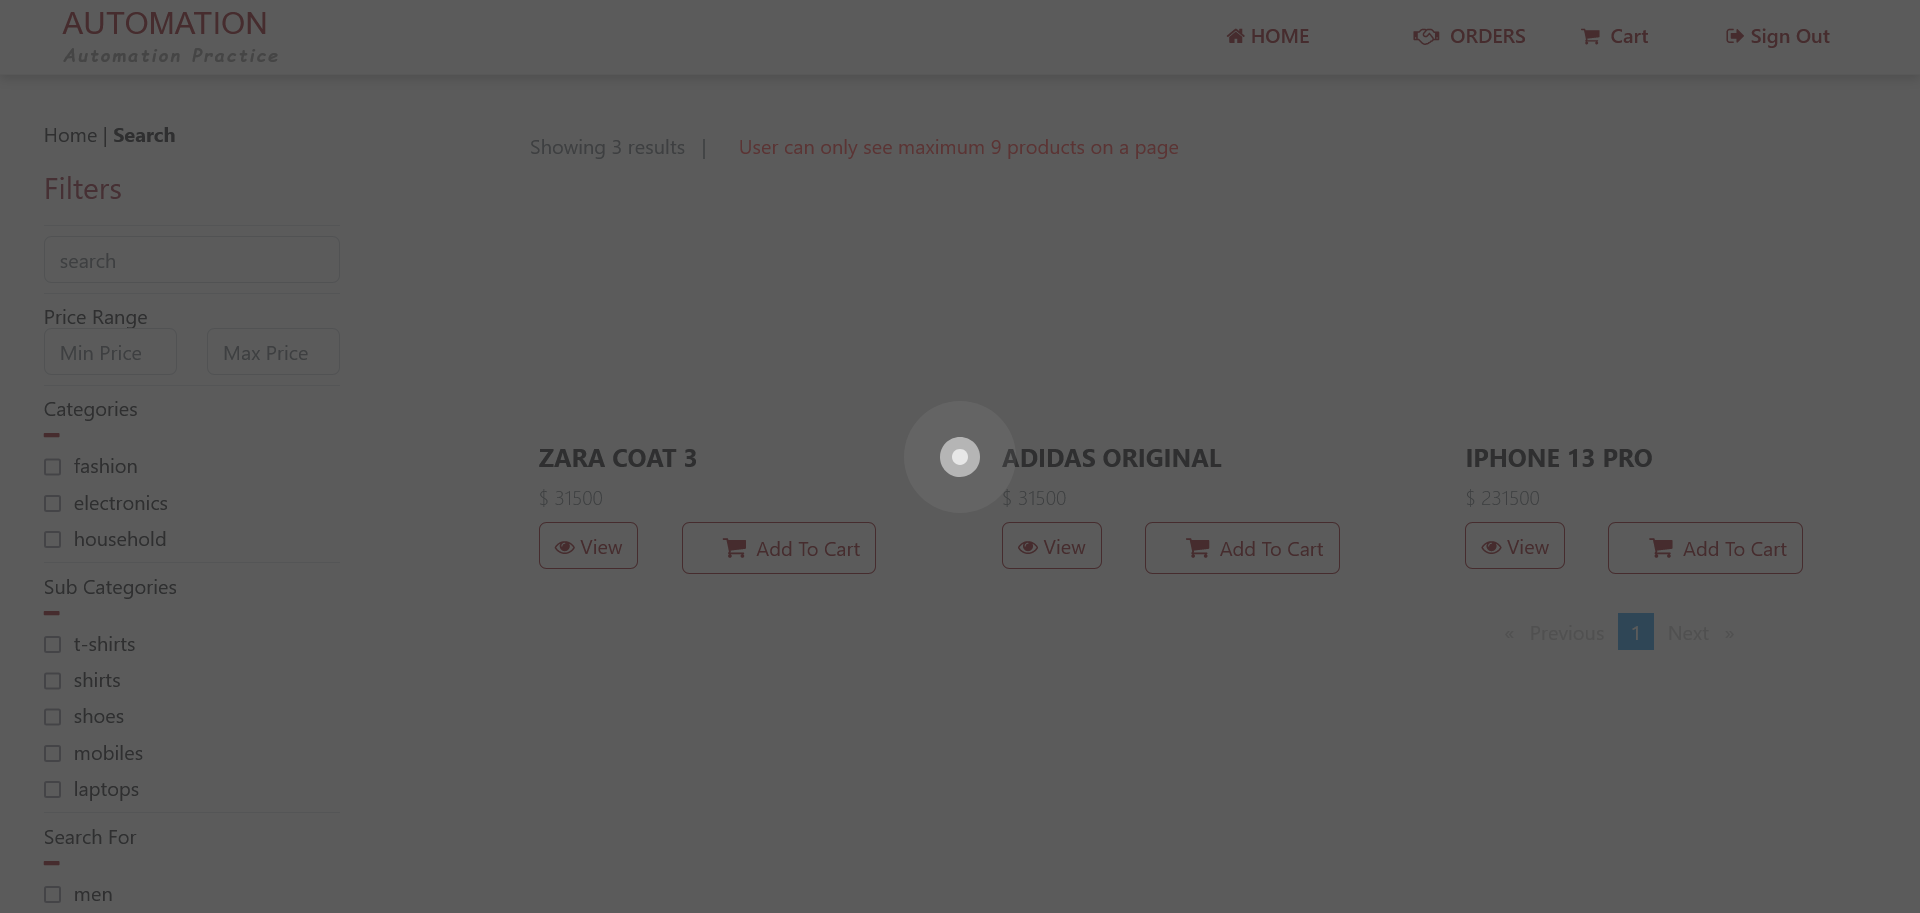 AUTOMATION
Automation Practice
HOME
ORDERS
Cart
Sign Out
Home | Search
Showing 3 results |
User can only see maximum 9 products on a page
Filters
search
Price Range
Min Price
Max Price
Categories
fashion
electronics
household
Sub Categories
t-shirts
shirts
shoes
mobiles
laptops
Search For
men
ZARA COAT 3
$ 31500
View
Add To Cart
ADIDAS ORIGINAL
$ 31500
View
Add To Cart
IPHONE 13 PRO
$ 231500
View
Add To Cart
« Previous 1 Next »